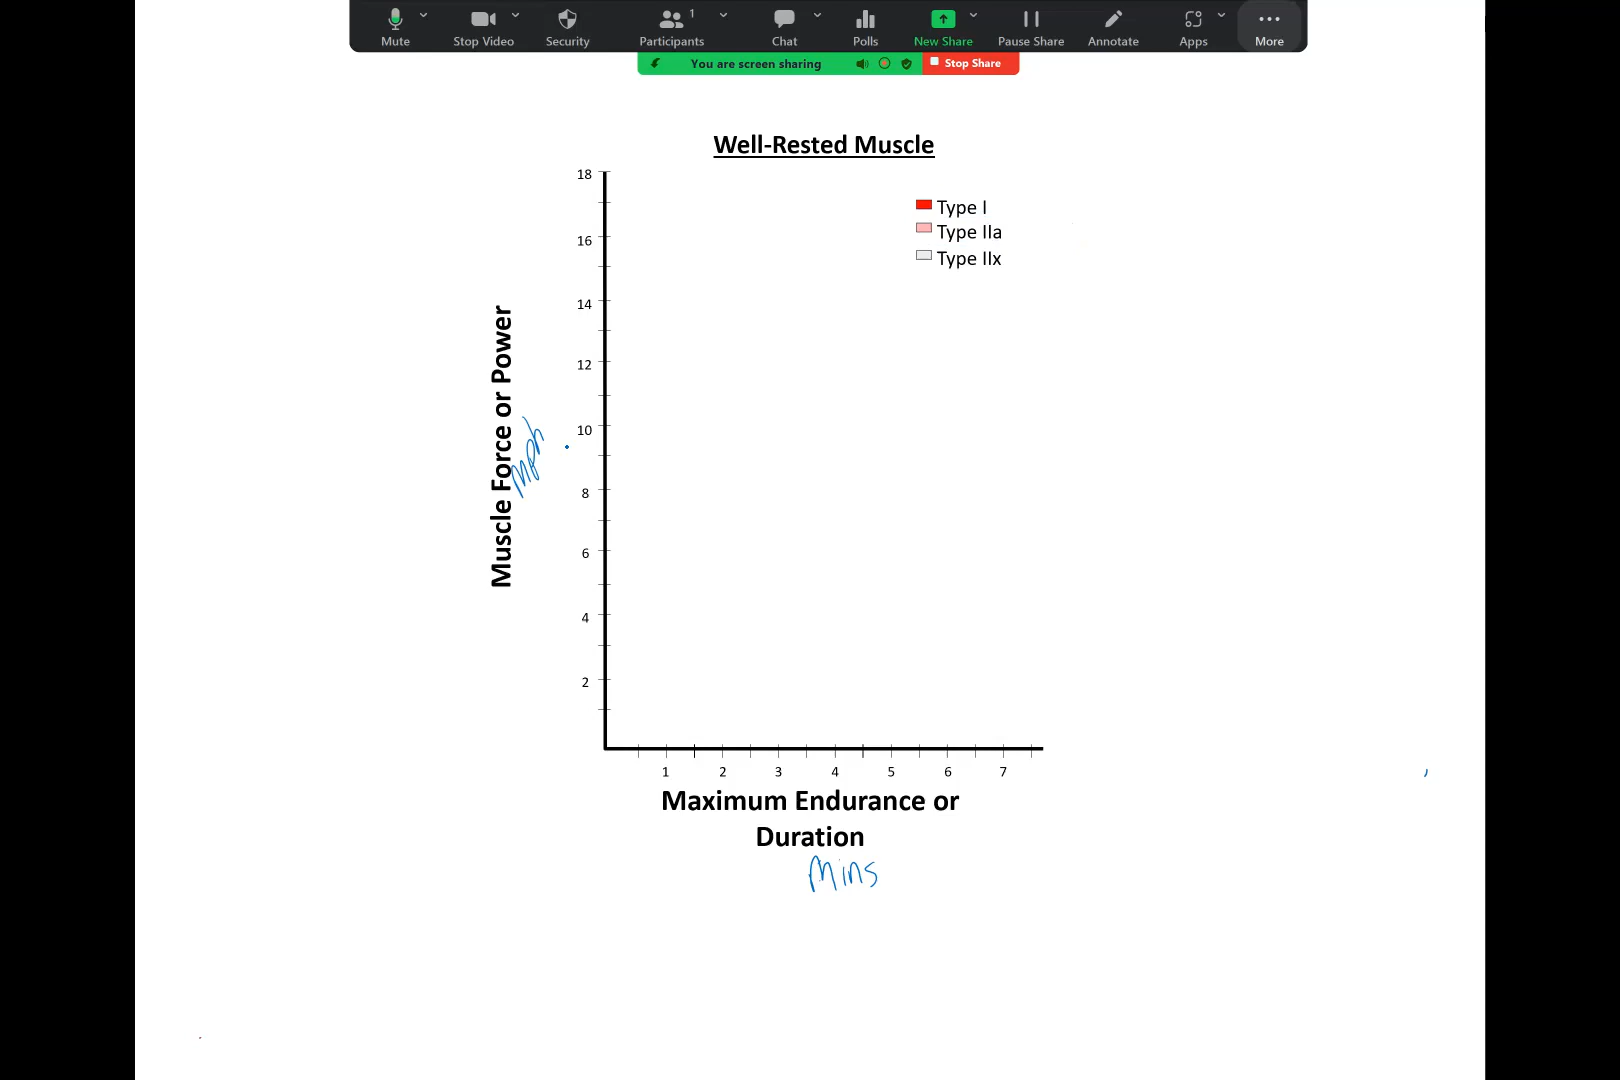 1
Mute
Stop Video
Security
Participants
Chat
Polls
New Share
Pause Share
Annotate
Apps
More
You are screen sharing
Stop Share
Well-Rested Muscle
18
16
14
12
10
8
6
4
2
Type I
Type IIa
Type IIx
Muscle Force or Power
mph
1 2 3 4 5 6 7
Maximum Endurance or
Duration
Mins